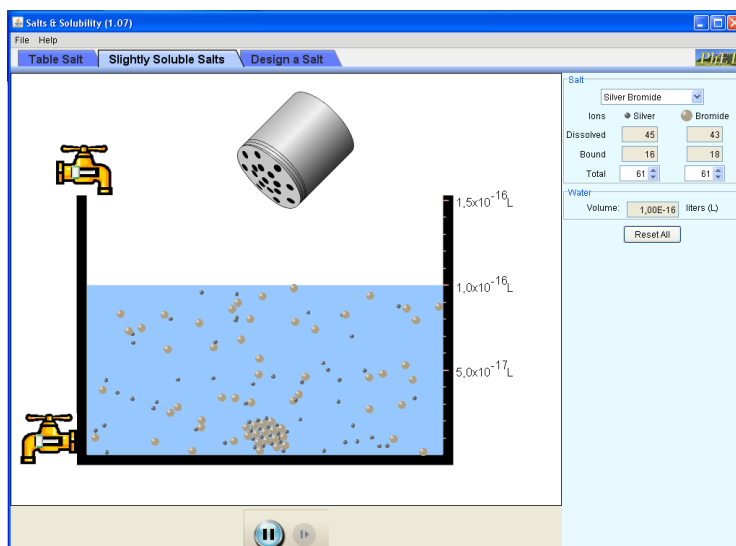 Salts & Solubility (1.07)
File Help
Table Salt Slightly Soluble Salts Design a Salt PhET
Salt
Silver Bromide
Ions Silver Bromide
Dissolved 45 43
Bound 16 18
Total 61 61
Water
Volume: 1,00E-16 liters (L)
Reset All
1,5x10⁻¹⁶L
1,0x10⁻¹⁶L
5,0x10⁻¹⁷L